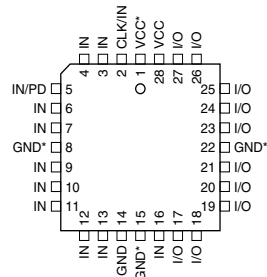 IN
IN
CLK/IN
VCC*
VCC
I/O
I/O
4
3
2
1
28
27
26
IN/PD 5
IN 6
IN 7
GND* 8
IN 9
IN 10
IN 11
25 I/O
24 I/O
23 I/O
22 GND*
21 I/O
20 I/O
19 I/O
12
13
14
15
16
17
18
IN
IN
GND
GND*
IN
I/O
I/O